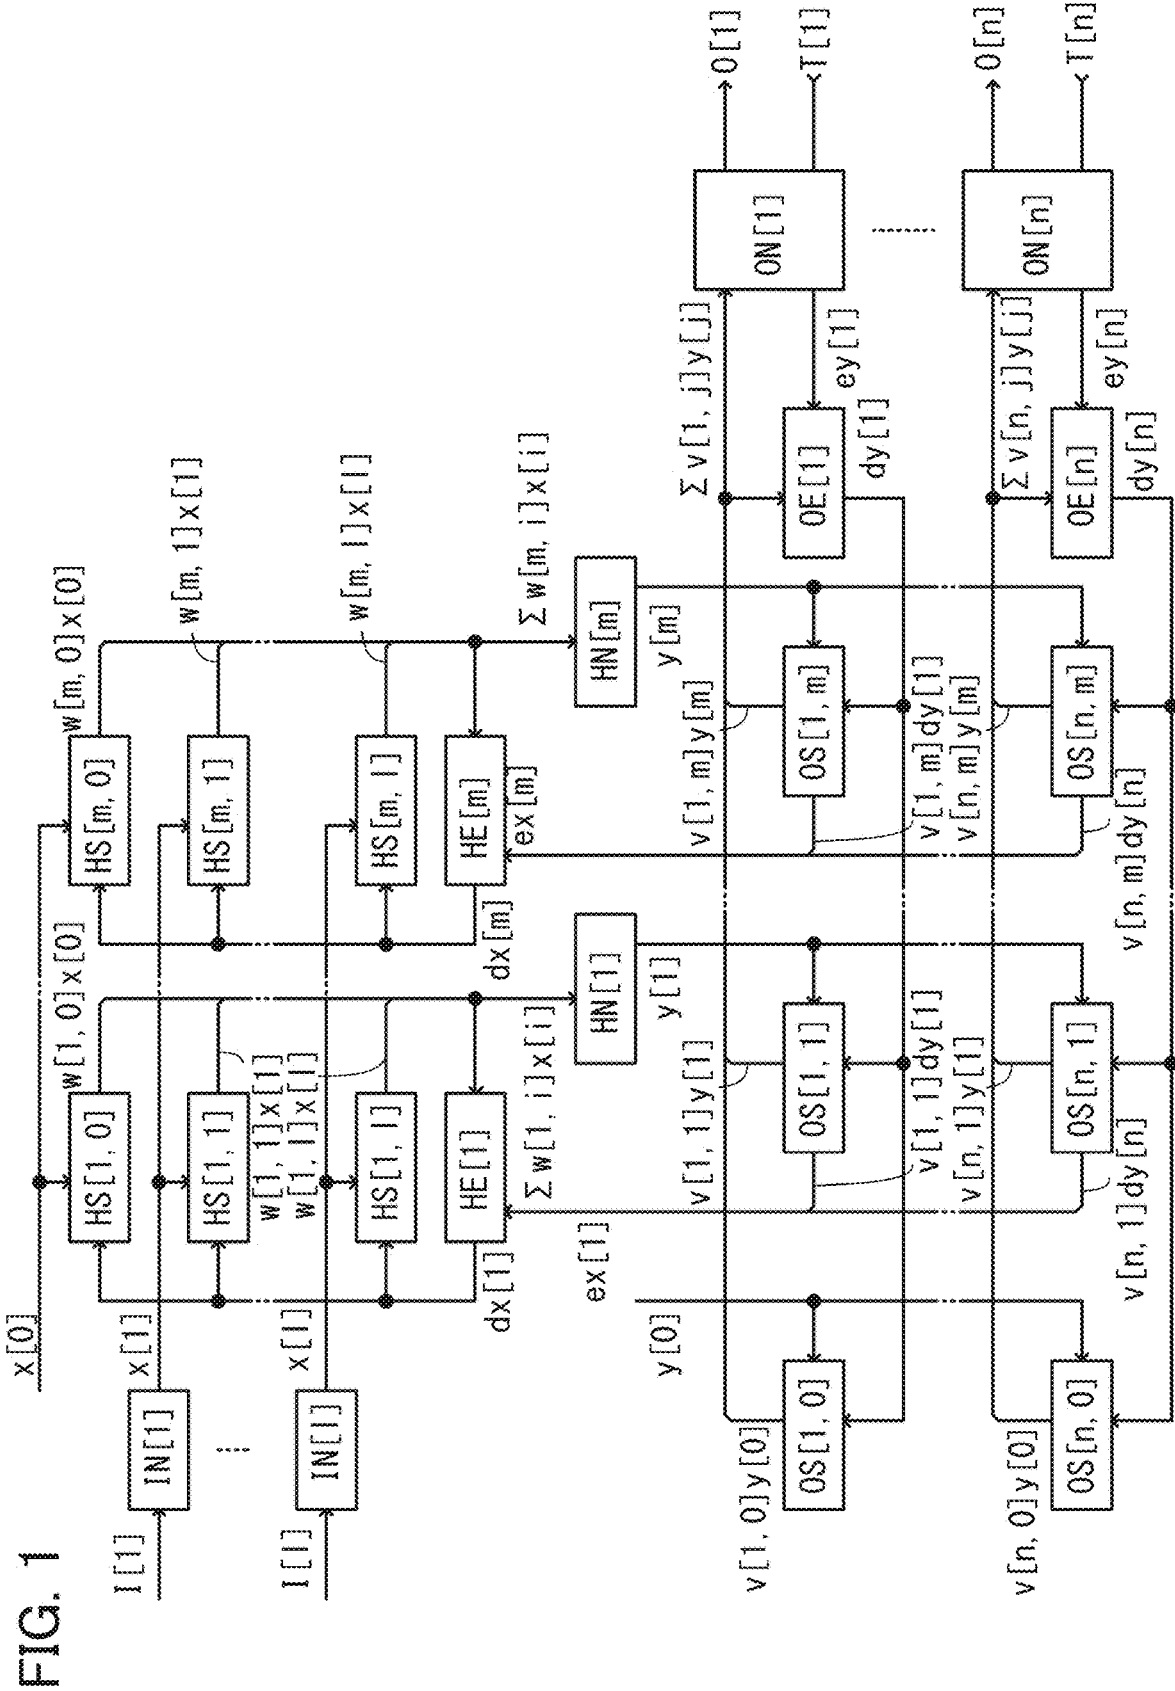 FIG. 1
I[1]
IN[1]
x[1]
I[l]
IN[l]
x[l]
x[0]
HS[1, 0]
w[1, 0]x[0]
HS[1, 1]
w[1, 1]x[1]
w[1, l]x[l]
HS[1, l]
HE[1]
dx[1]
Σw[1, i]x[i]
ex[1]
HN[1]
y[1]
HS[m, 0]
w[m, 0]x[0]
HS[m, 1]
w[m, 1]x[1]
HS[m, l]
w[m, l]x[l]
HE[m]
dx[m]
ex[m]
Σw[m, i]x[i]
HN[m]
y[m]
y[0]
v[1, 0]y[0]
OS[1, 0]
v[1, 1]y[1]
OS[1, 1]
v[1, 1]dy[1]
v[1, m]y[m]
OS[1, m]
v[1, m]dy[1]
Σv[1, j]y[j]
OE[1]
dy[1]
ey[1]
ON[1]
O[1]
T[1]
v[n, 0]y[0]
OS[n, 0]
v[n, 1]y[1]
OS[n, 1]
v[n, 1]dy[n]
v[n, m]y[m]
OS[n, m]
v[n, m]dy[n]
Σv[n, j]y[j]
OE[n]
dy[n]
ey[n]
ON[n]
O[n]
T[n]